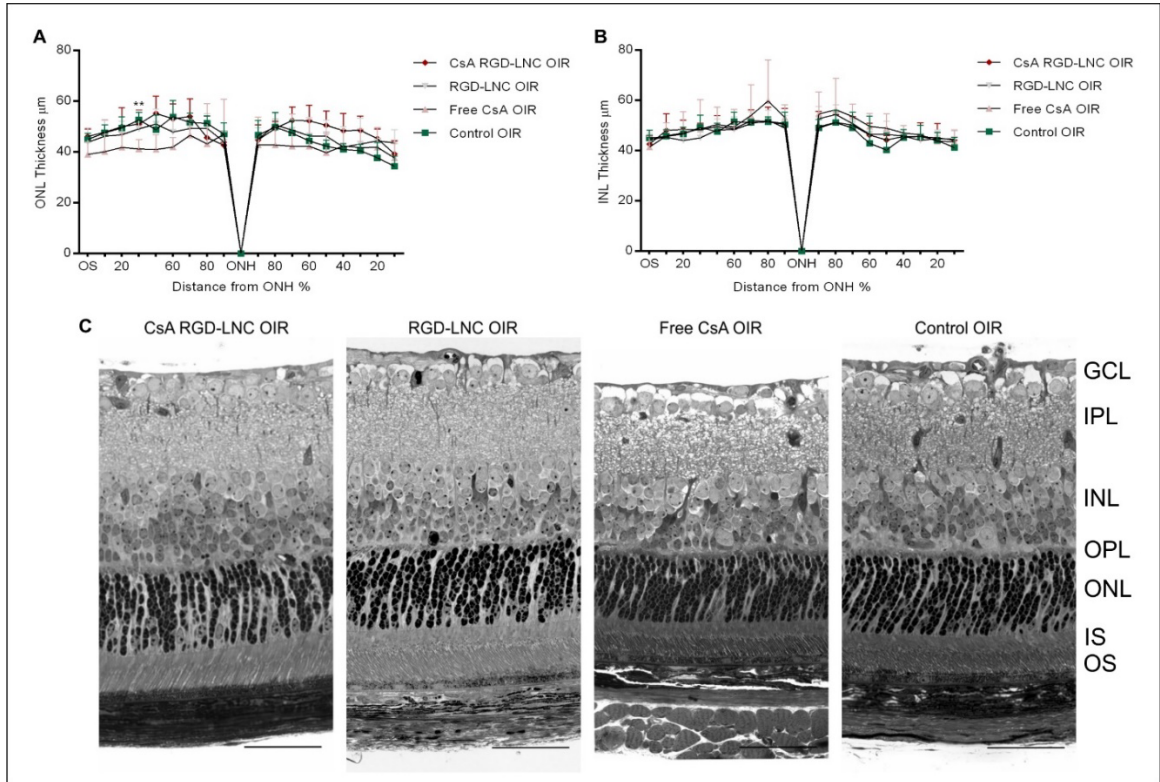 A
80
60
40
20
0
ONL Thickness μm
**
OS 20 60 80 ONH 80 60 40 20
Distance from ONH %
CsA RGD-LNC OIR
RGD-LNC OIR
Free CsA OIR
Control OIR
B
80
60
40
20
0
INL Thickness μm
OS 20 60 80 ONH 80 60 40 20
Distance from ONH %
CsA RGD-LNC OIR
RGD-LNC OIR
Free CsA OIR
Control OIR
C
CsA RGD-LNC OIR RGD-LNC OIR Free CsA OIR Control OIR
GCL
IPL
INL
OPL
ONL
IS
OS